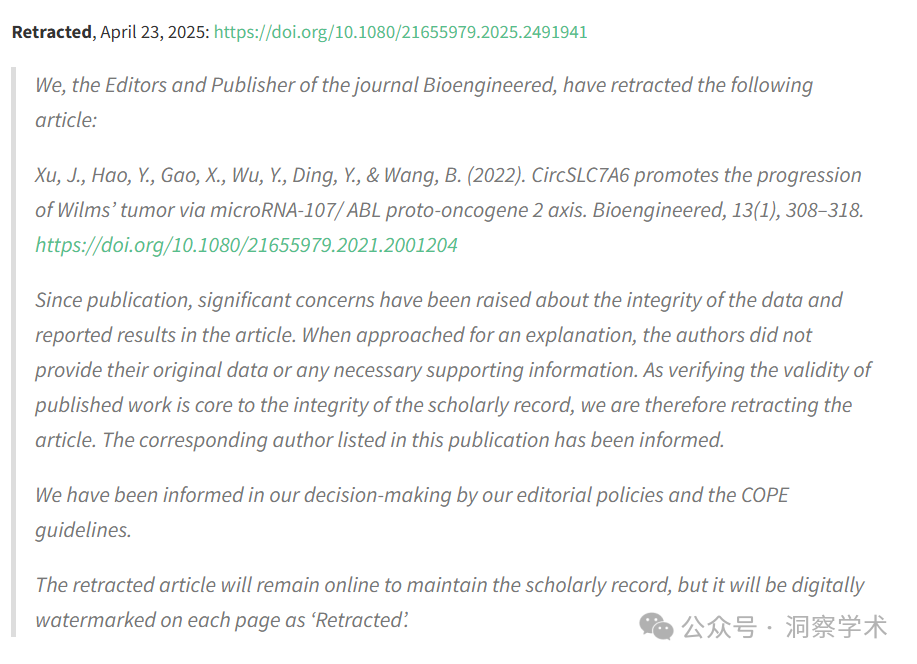 Retracted, April 23, 2025: https://doi.org/10.1080/21655979.2025.2491941
We, the Editors and Publisher of the journal Bioengineered, have retracted the following
article:
Xu, J., Hao, Y., Gao, X., Wu, Y., Ding, Y., & Wang, B. (2022). CircSLC7A6 promotes the progression
of Wilms’ tumor via microRNA-107/ ABL proto-oncogene 2 axis. Bioengineered, 13(1), 308–318.
https://doi.org/10.1080/21655979.2021.2001204
Since publication, significant concerns have been raised about the integrity of the data and
reported results in the article. When approached for an explanation, the authors did not
provide their original data or any necessary supporting information. As verifying the validity of
published work is core to the integrity of the scholarly record, we are therefore retracting the
article. The corresponding author listed in this publication has been informed.
We have been informed in our decision-making by our editorial policies and the COPE
guidelines.
The retracted article will remain online to maintain the scholarly record, but it will be digitally
watermarked on each page as ‘Retracted’.
公众号 · 洞察学术